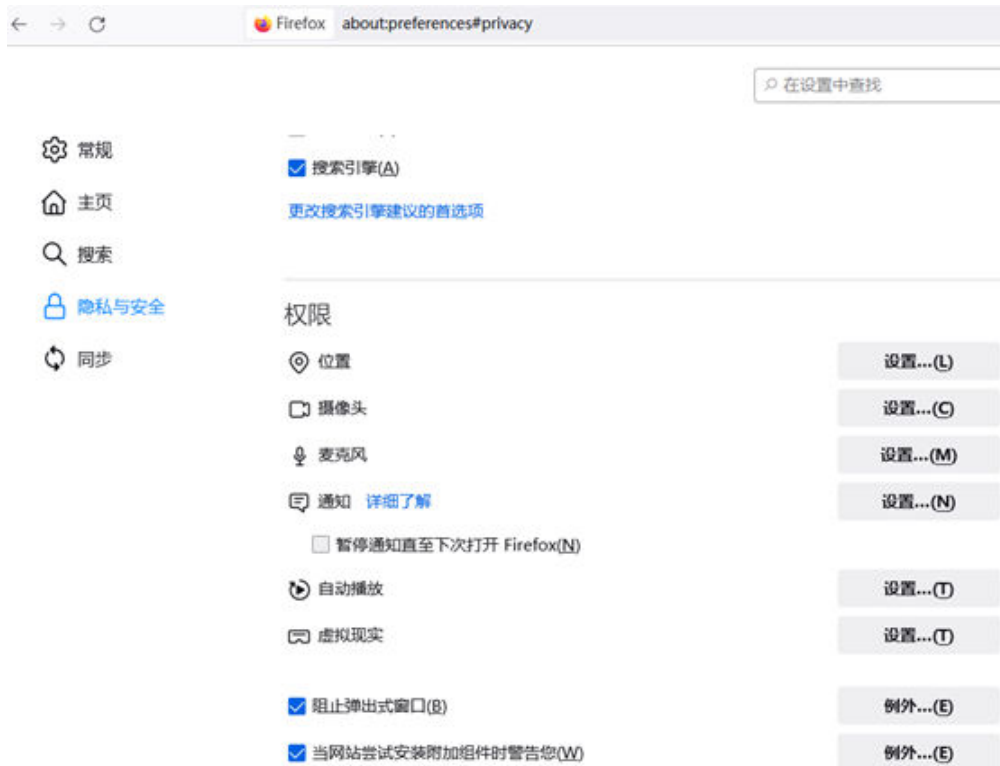 Firefox about:preferences#privacy
在设置中查找
常规
主页
搜索
隐私与安全
同步
搜索引擎(A)
更改搜索引擎建议的首选项
权限
位置 设置...(L)
摄像头 设置...(C)
麦克风 设置...(M)
通知 详细了解 设置...(N)
暂停通知直至下次打开 Firefox(N)
自动播放 设置...(T)
虚拟现实 设置...(T)
阻止弹出式窗口(B) 例外...(E)
当网站尝试安装附加组件时警告您(W) 例外...(E)